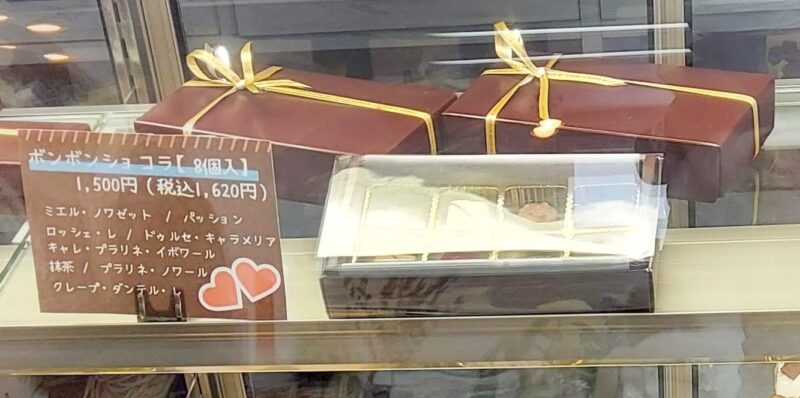 ボンボンショコラ【8個入】
1,500円(税込1,620円)
ミエル・ノワゼット / パッション
ロッシェ・レ / ドゥルセ・キャラメリア
キャレ・プラリネ・イボワール
抹茶 / プラリネ・ノワール
クレープ・ダンテル・レ